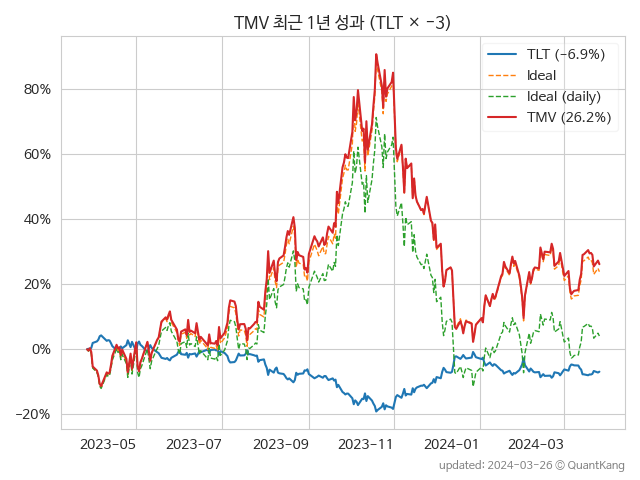 TMV 최근 1년 성과 (TLT × −3)
TLT (−6.9%)
Ideal
Ideal (daily)
TMV (26.2%)
80%
60%
40%
20%
0%
−20%
2023−05 2023−07 2023−09 2023−11 2024−01 2024−03
updated: 2024−03−26 © QuantKang